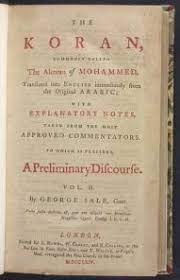 THE
KORAN,
COMMONLY CALLED
The Alcoran of MOHAMMED,
Translated into ENGLISH immediately from
the Original ARABIC;
WITH
EXPLANATORY NOTES,
TAKEN FROM THE MOST
APPROVED COMMENTATORS.
TO WHICH IS PREFIXED,
A Preliminary Discourse.
VOL. II.
By GEORGE SALE, Gent.
LONDON,